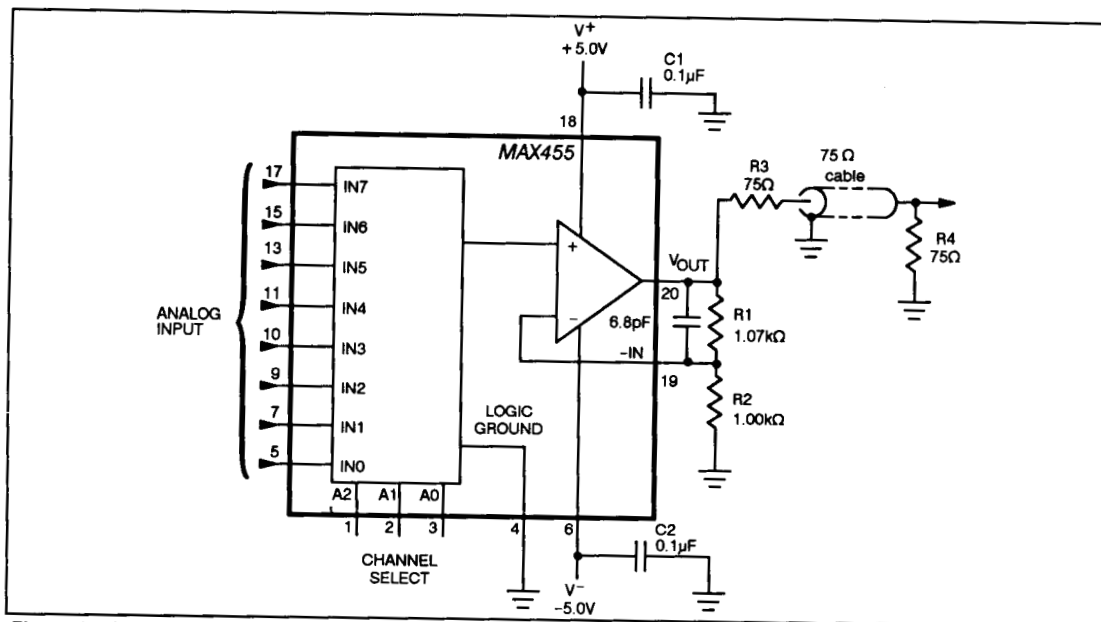 V+
+5.0V
C1
0.1µF
18
MAX455
17
IN7
15
IN6
13
IN5
11
IN4
10
IN3
9
IN2
7
IN1
5
IN0
ANALOG
INPUT
A2 A1 A0
1 2 3 4 6
CHANNEL
SELECT
LOGIC
GROUND
+
−
VOUT
20
6.8pF
−IN
19
R1
1.07kΩ
R2
1.00kΩ
R3
75Ω
75 Ω
cable
R4
75Ω
C2
0.1µF
V−
−5.0V